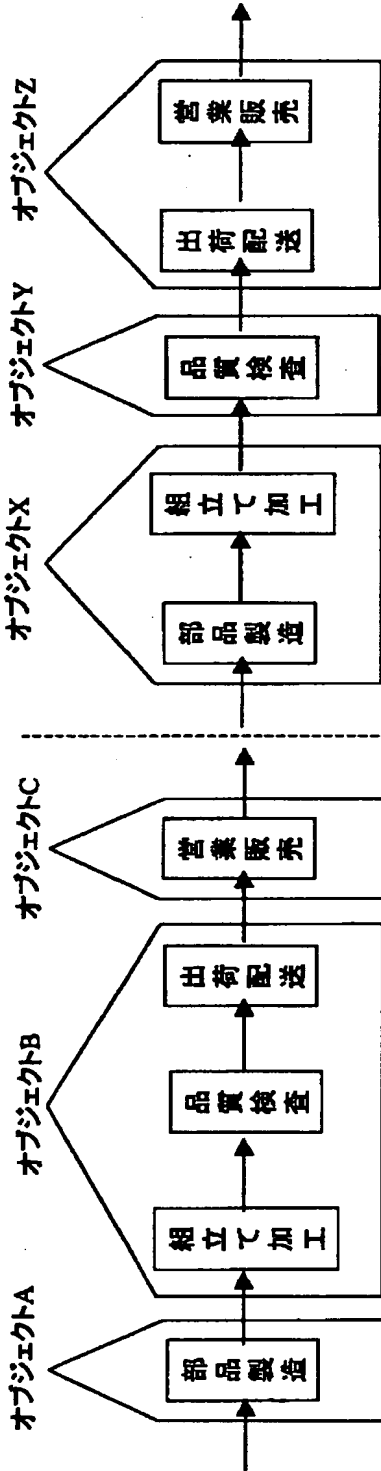 オブジェクトA
部品製造
オブジェクトB
組立て加工
品質検査
出荷配送
オブジェクトC
営業販売
オブジェクトX
部品製造
組立て加工
オブジェクトY
品質検査
オブジェクトZ
出荷配送
営業販売